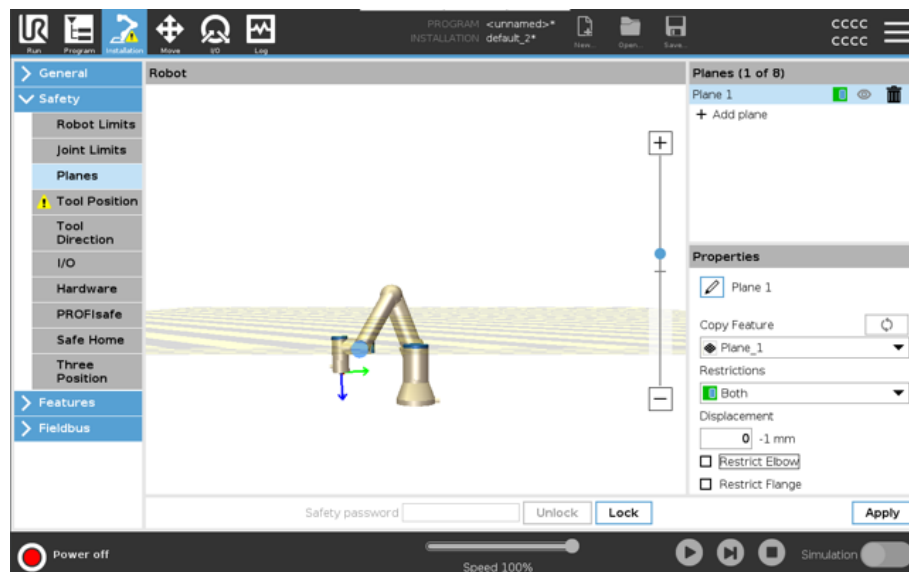 PROGRAM <unnamed>*
INSTALLATION default_2*
New... Open... Save...
CCCC
CCCC
UR
Run Program Installation Move I/O Log
General
Safety
Robot Limits
Joint Limits
Planes
Tool Position
Tool
Direction
I/O
Hardware
PROFIsafe
Safe Home
Three
Position
Features
Fieldbus
Robot
Planes (1 of 8)
Plane 1
+ Add plane
Properties
Plane 1
Copy Feature
Plane_1
Restrictions
Both
Displacement
0 -1 mm
Restrict Elbow
Restrict Flange
Safety password
Unlock Lock
Apply
Power off
Speed 100%
Simulation